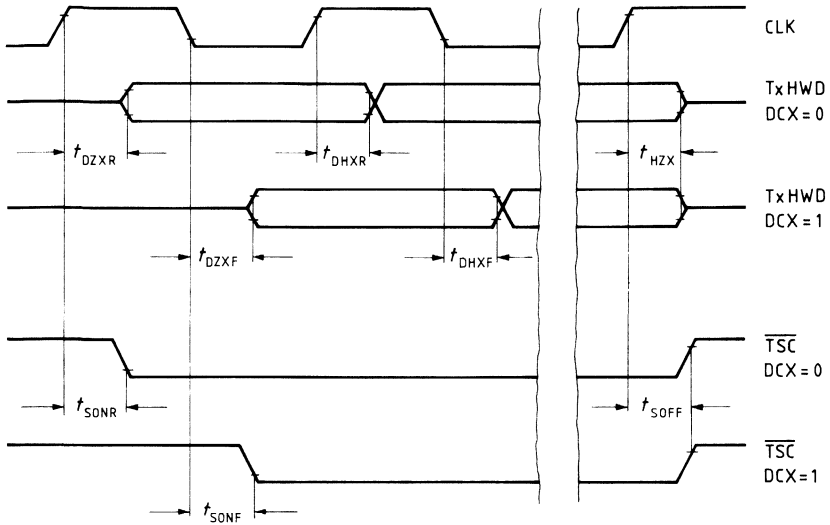 CLK
TxHWD
DCX=0
tDZXR
tDHXR
tHZX
TxHWD
DCX=1
tDZXF
tDHXF
TSC
DCX=0
tSONR
tSOFF
TSC
DCX=1
tSONF